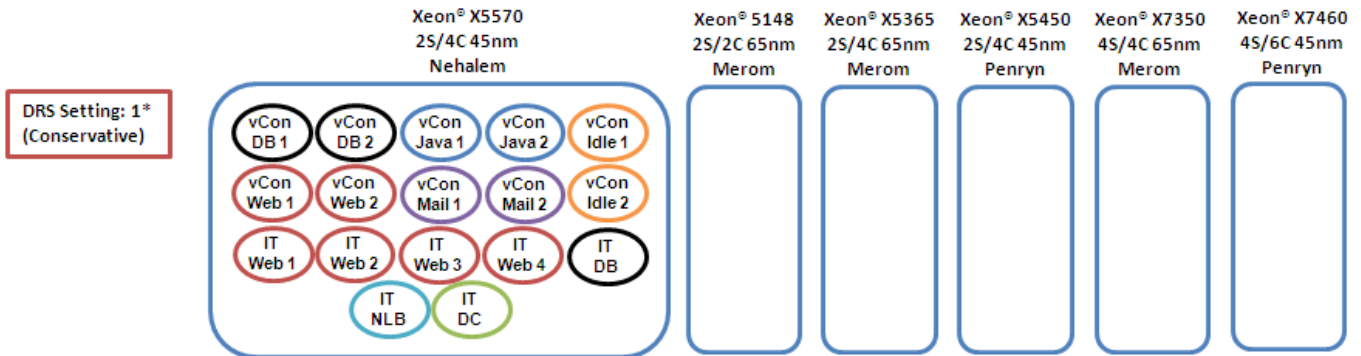 Xeon® X5570
2S/4C 45nm
Nehalem
Xeon® 5148
2S/2C 65nm
Merom
Xeon® X5365
2S/4C 65nm
Merom
Xeon® X5450
2S/4C 45nm
Penryn
Xeon® X7350
4S/4C 65nm
Merom
Xeon® X7460
4S/6C 45nm
Penryn
DRS Setting: 1*
(Conservative)
vCon
DB 1
vCon
DB 2
vCon
Java 1
vCon
Java 2
vCon
Idle 1
vCon
Web 1
vCon
Web 2
vCon
Mail 1
vCon
Mail 2
vCon
Idle 2
IT
Web 1
IT
Web 2
IT
Web 3
IT
Web 4
IT
DB
IT
NLB
IT
DC